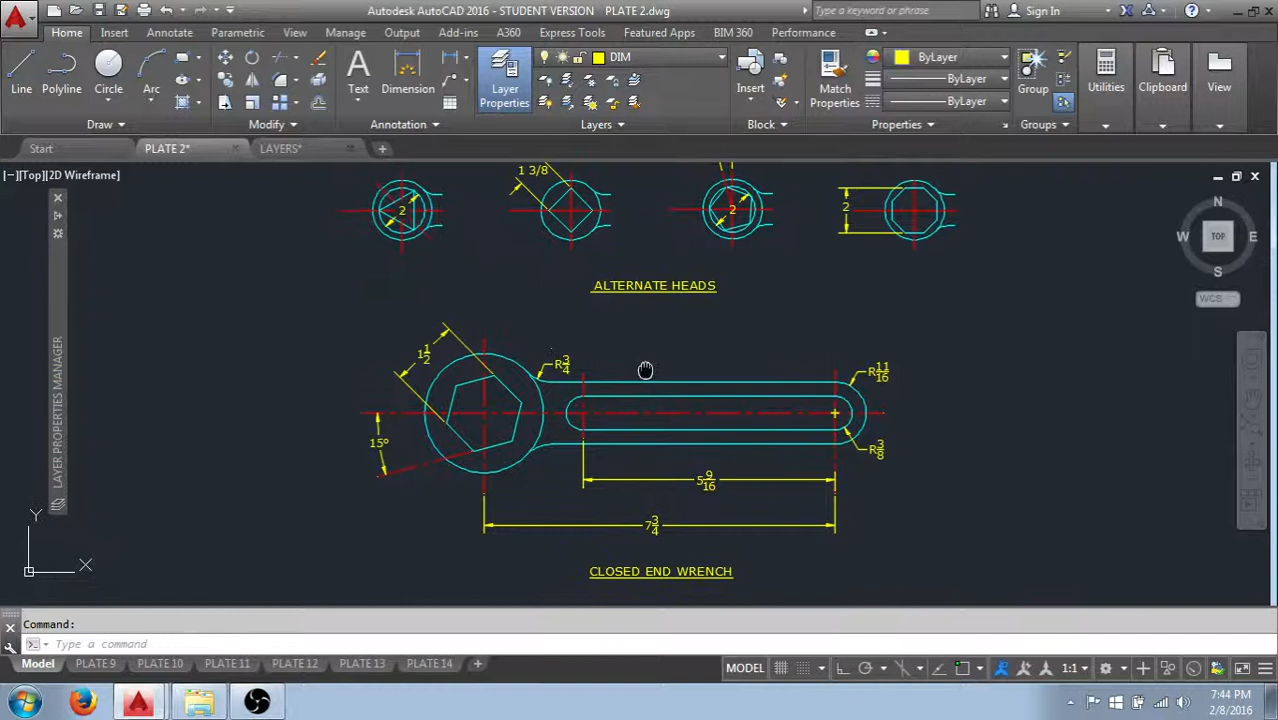 Autodesk AutoCAD 2016 - STUDENT VERSION PLATE 2.dwg
Type a keyword or phrase
Sign In
Home Insert Annotate Parametric View Manage Output Add-ins A360 Express Tools Featured Apps BIM 360 Performance
Line Polyline Circle Arc
Text Dimension
Layer Properties
DIM
Insert
Match Properties
ByLayer
ByLayer
ByLayer
Group
Utilities
Clipboard
View
Draw Modify Annotation Layers Block Properties Groups
Start PLATE 2* LAYERS*
[−][Top][2D Wireframe]
LAYER PROPERTIES MANAGER
N
W TOP E
S
WCS
1 3/8
2
2
2
ALTERNATE HEADS
1 1/2
R 3/4
R 11/16
15°
R 3/8
5 9/16
7 3/4
CLOSED END WRENCH
Y
X
Command:
Type a command
Model PLATE 9 PLATE 10 PLATE 11 PLATE 12 PLATE 13 PLATE 14
MODEL
1:1
7:44 PM
2/8/2016